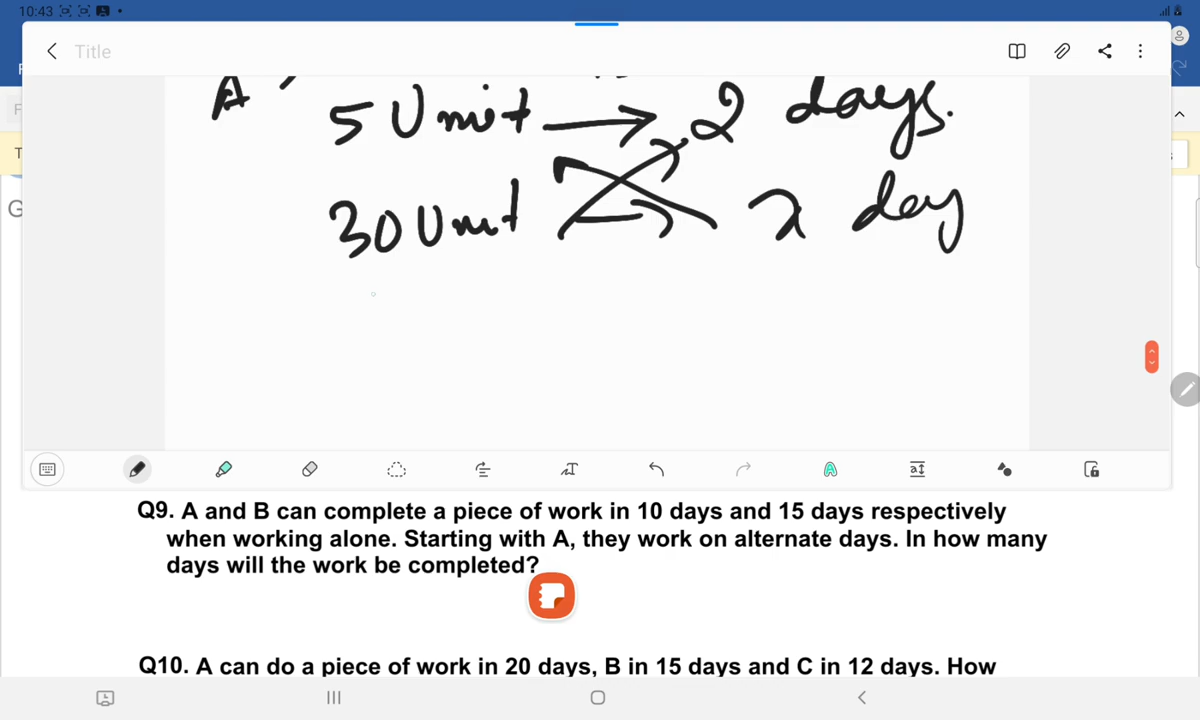 10:43
Title
A
5 Unit → 2 days.
30 Unit x day
Q9. A and B can complete a piece of work in 10 days and 15 days respectively
when working alone. Starting with A, they work on alternate days. In how many
days will the work be completed?
Q10. A can do a piece of work in 20 days, B in 15 days and C in 12 days. How